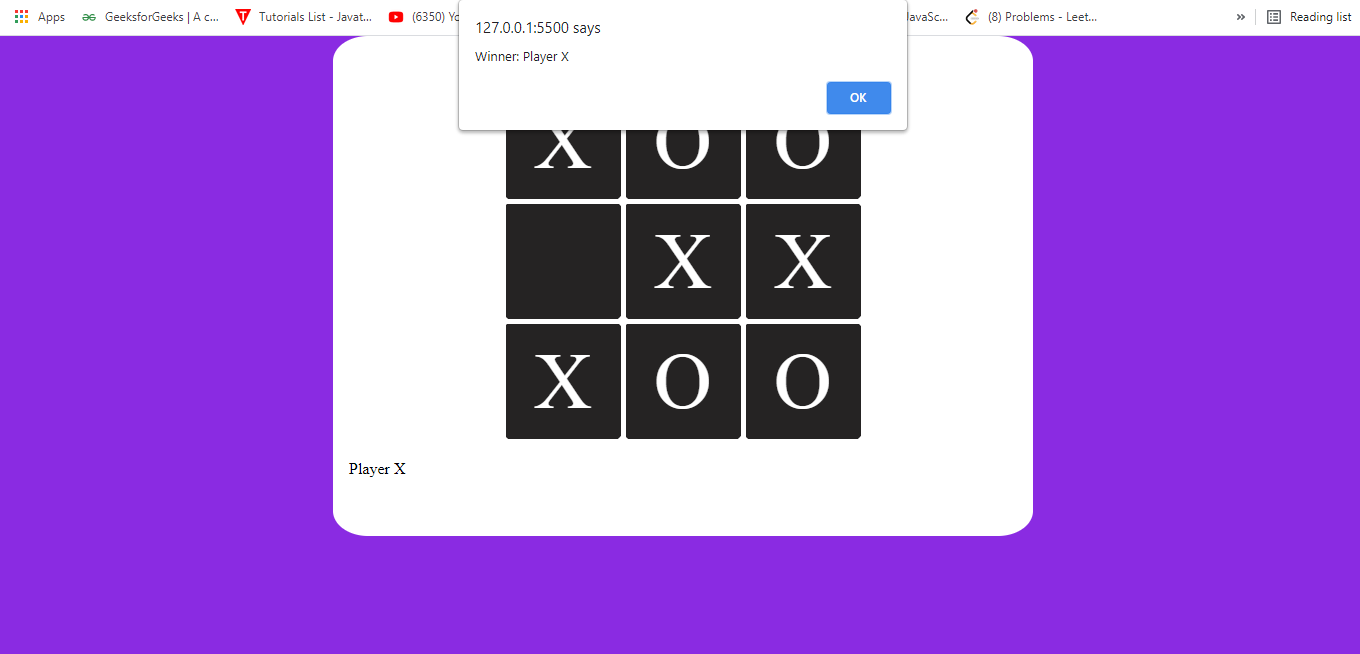 Apps GeeksforGeeks | A c... Tutorials List - Javat... (6350) Yo JavaSc... (8) Problems - Leet... » Reading list
127.0.0.1:5500 says
Winner: Player X
OK
X O O
X X
X O O
Player X